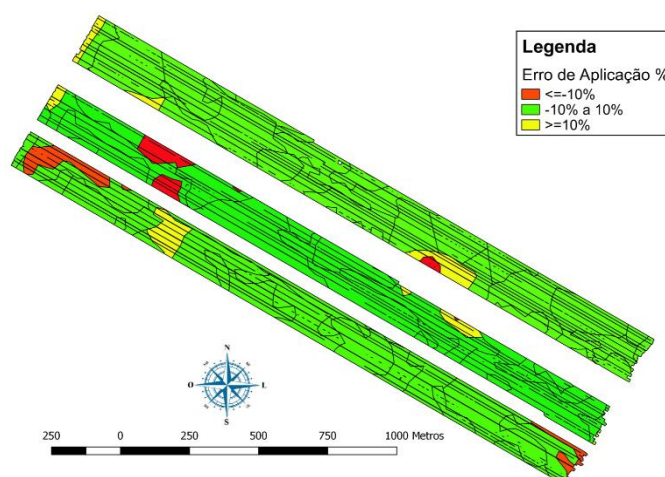 Legenda
Erro de Aplicação %
<=-10%
-10% a 10%
>=10%
N
O
L
S
250
0
250
500
750
1000 Metros